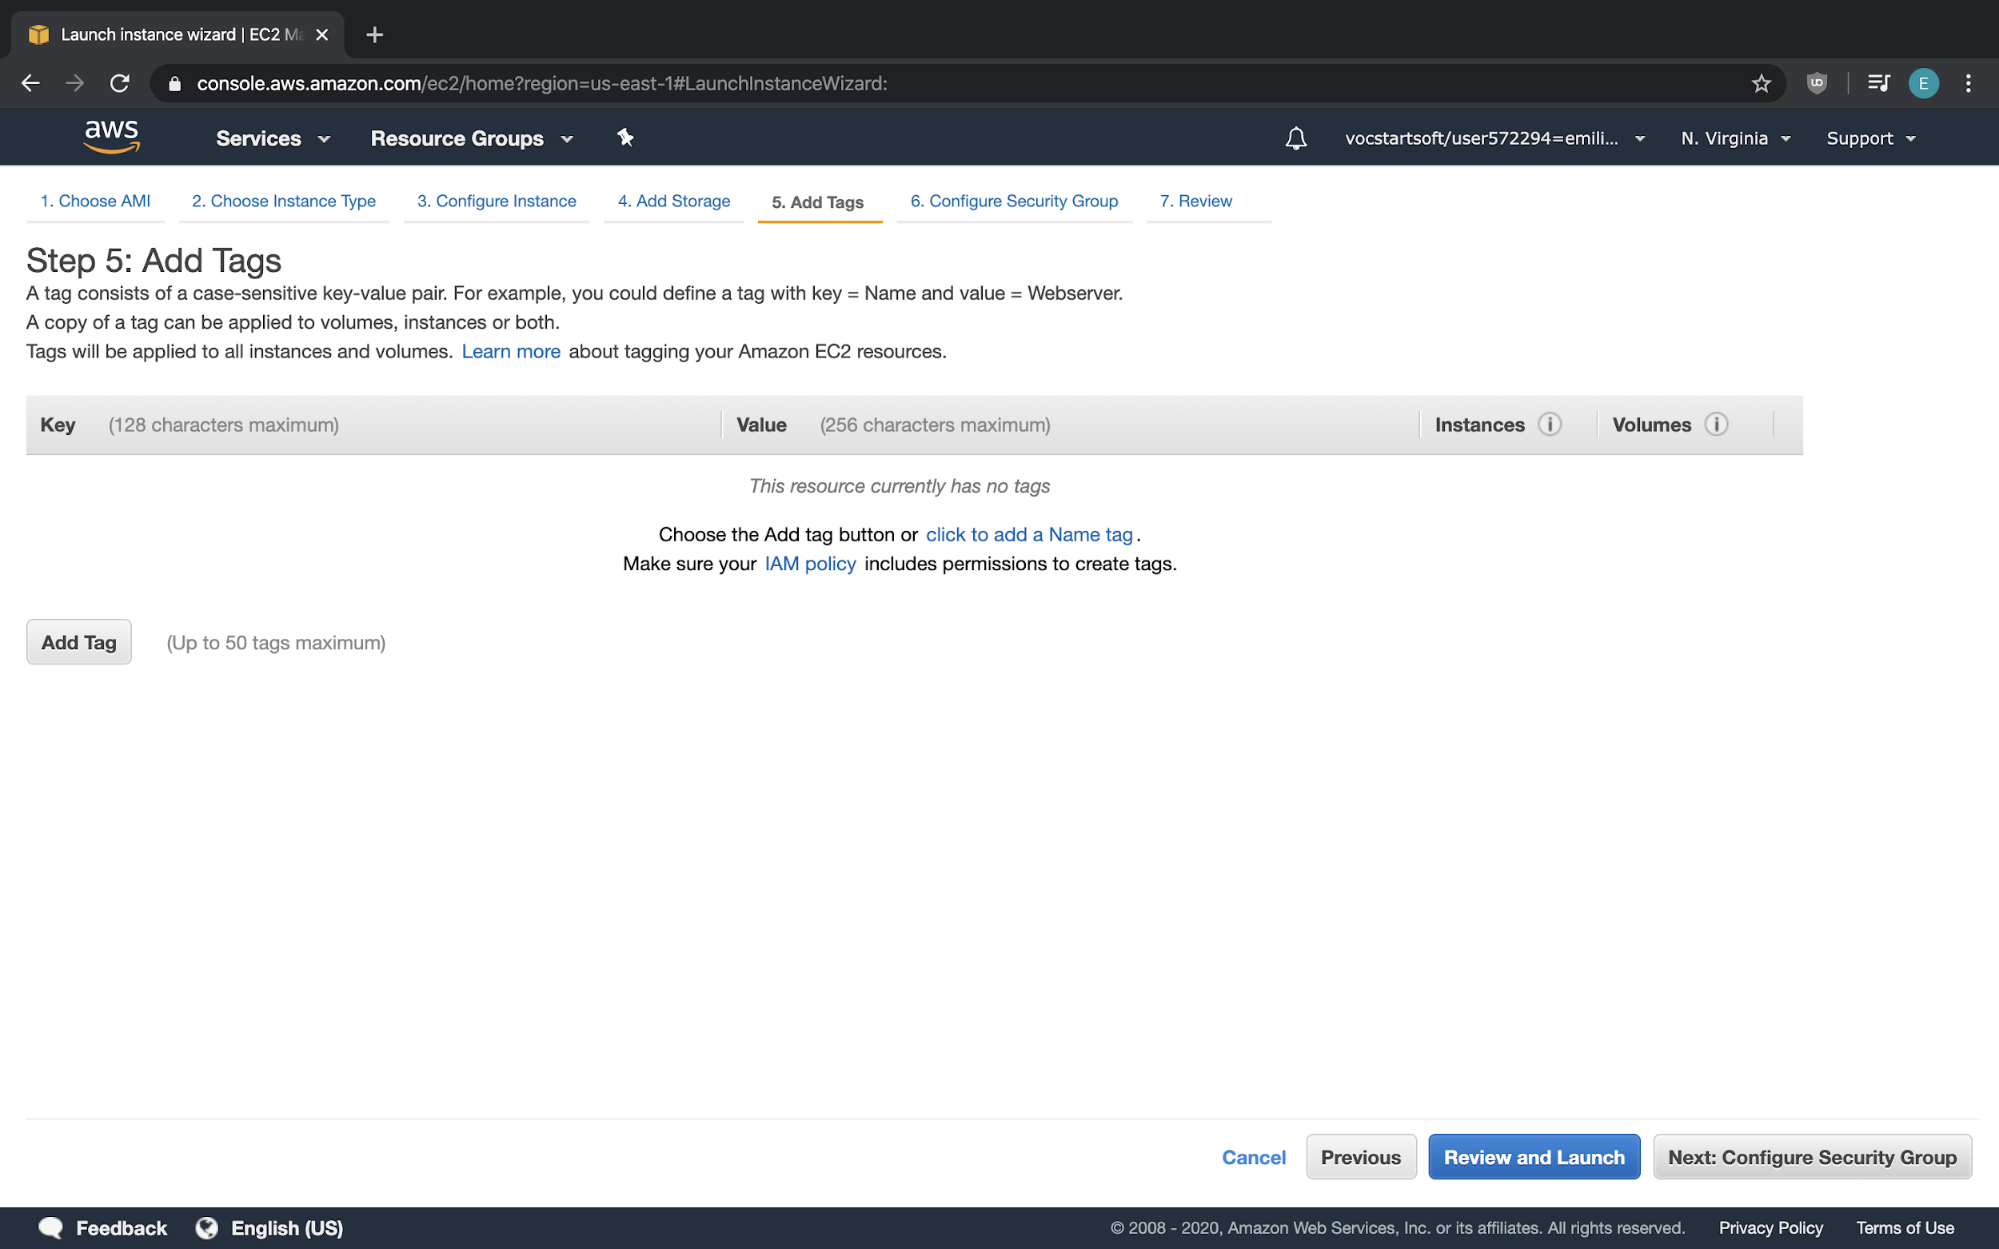 Launch instance wizard | EC2 Ma
console.aws.amazon.com/ec2/home?region=us-east-1#LaunchInstanceWizard:
E
aws Services Resource Groups vocstartsoft/user572294=emili... N. Virginia Support
1. Choose AMI 2. Choose Instance Type 3. Configure Instance 4. Add Storage 5. Add Tags 6. Configure Security Group 7. Review
Step 5: Add Tags
A tag consists of a case-sensitive key-value pair. For example, you could define a tag with key = Name and value = Webserver.
A copy of a tag can be applied to volumes, instances or both.
Tags will be applied to all instances and volumes. Learn more about tagging your Amazon EC2 resources.
Key (128 characters maximum) Value (256 characters maximum) Instances i Volumes i
This resource currently has no tags
Choose the Add tag button or click to add a Name tag.
Make sure your IAM policy includes permissions to create tags.
Add Tag (Up to 50 tags maximum)
Cancel Previous Review and Launch Next: Configure Security Group
Feedback English (US) © 2008 - 2020, Amazon Web Services, Inc. or its affiliates. All rights reserved. Privacy Policy Terms of Use